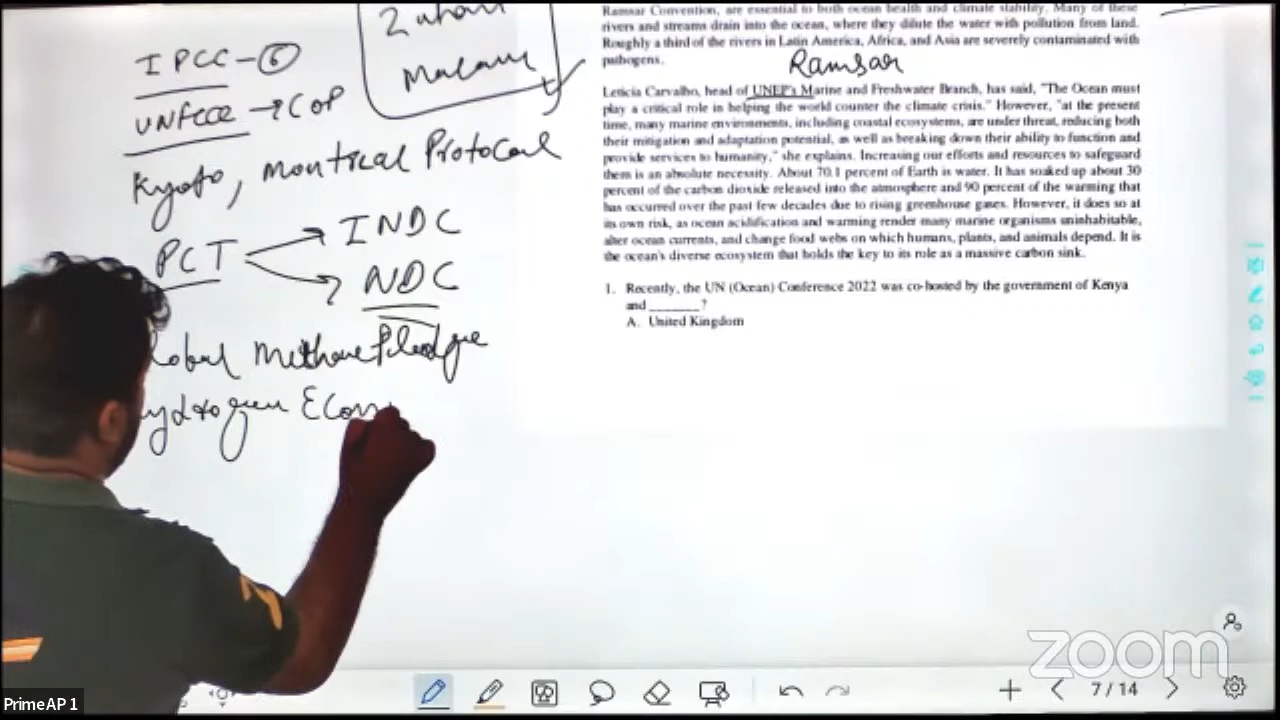 Ramsar Convention, are essential to both ocean health and climate stability. Many of these
rivers and streams drain into the ocean, where they dilute the water with pollution from land.
Roughly a third of the rivers in Latin America, Africa, and Asia are severely contaminated with
pathogens.
Ramsar
Leticia Carvalho, head of UNEP's Marine and Freshwater Branch, has said, "The Ocean must
play a critical role in helping the world counter the climate crisis." However, "at the present
time, many marine environments, including coastal ecosystems, are under threat, reducing both
their mitigation and adaptation potential, as well as breaking down their ability to function and
provide services to humanity," she explains. Increasing our efforts and resources to safeguard
them is an absolute necessity. About 70.1 percent of Earth is water. It has soaked up about 30
percent of the carbon dioxide released into the atmosphere and 90 percent of the warming that
has occurred over the past few decades due to rising greenhouse gases. However, it does so at
its own risk, as ocean acidification and warming render many marine organisms uninhabitable,
alter ocean currents, and change food webs on which humans, plants, and animals depend. It is
the ocean's diverse ecosystem that holds the key to its role as a massive carbon sink.
1. Recently, the UN (Ocean) Conference 2022 was co-hosted by the government of Kenya
and ______?
A. United Kingdom
IPCC - 6
UNFCCC → COP
Kyoto, Montrical Protocal
PCT
INDC
NDC
lobal Methane Pledge
ydrogen Econ
zoom
7/14
PrimeAP 1